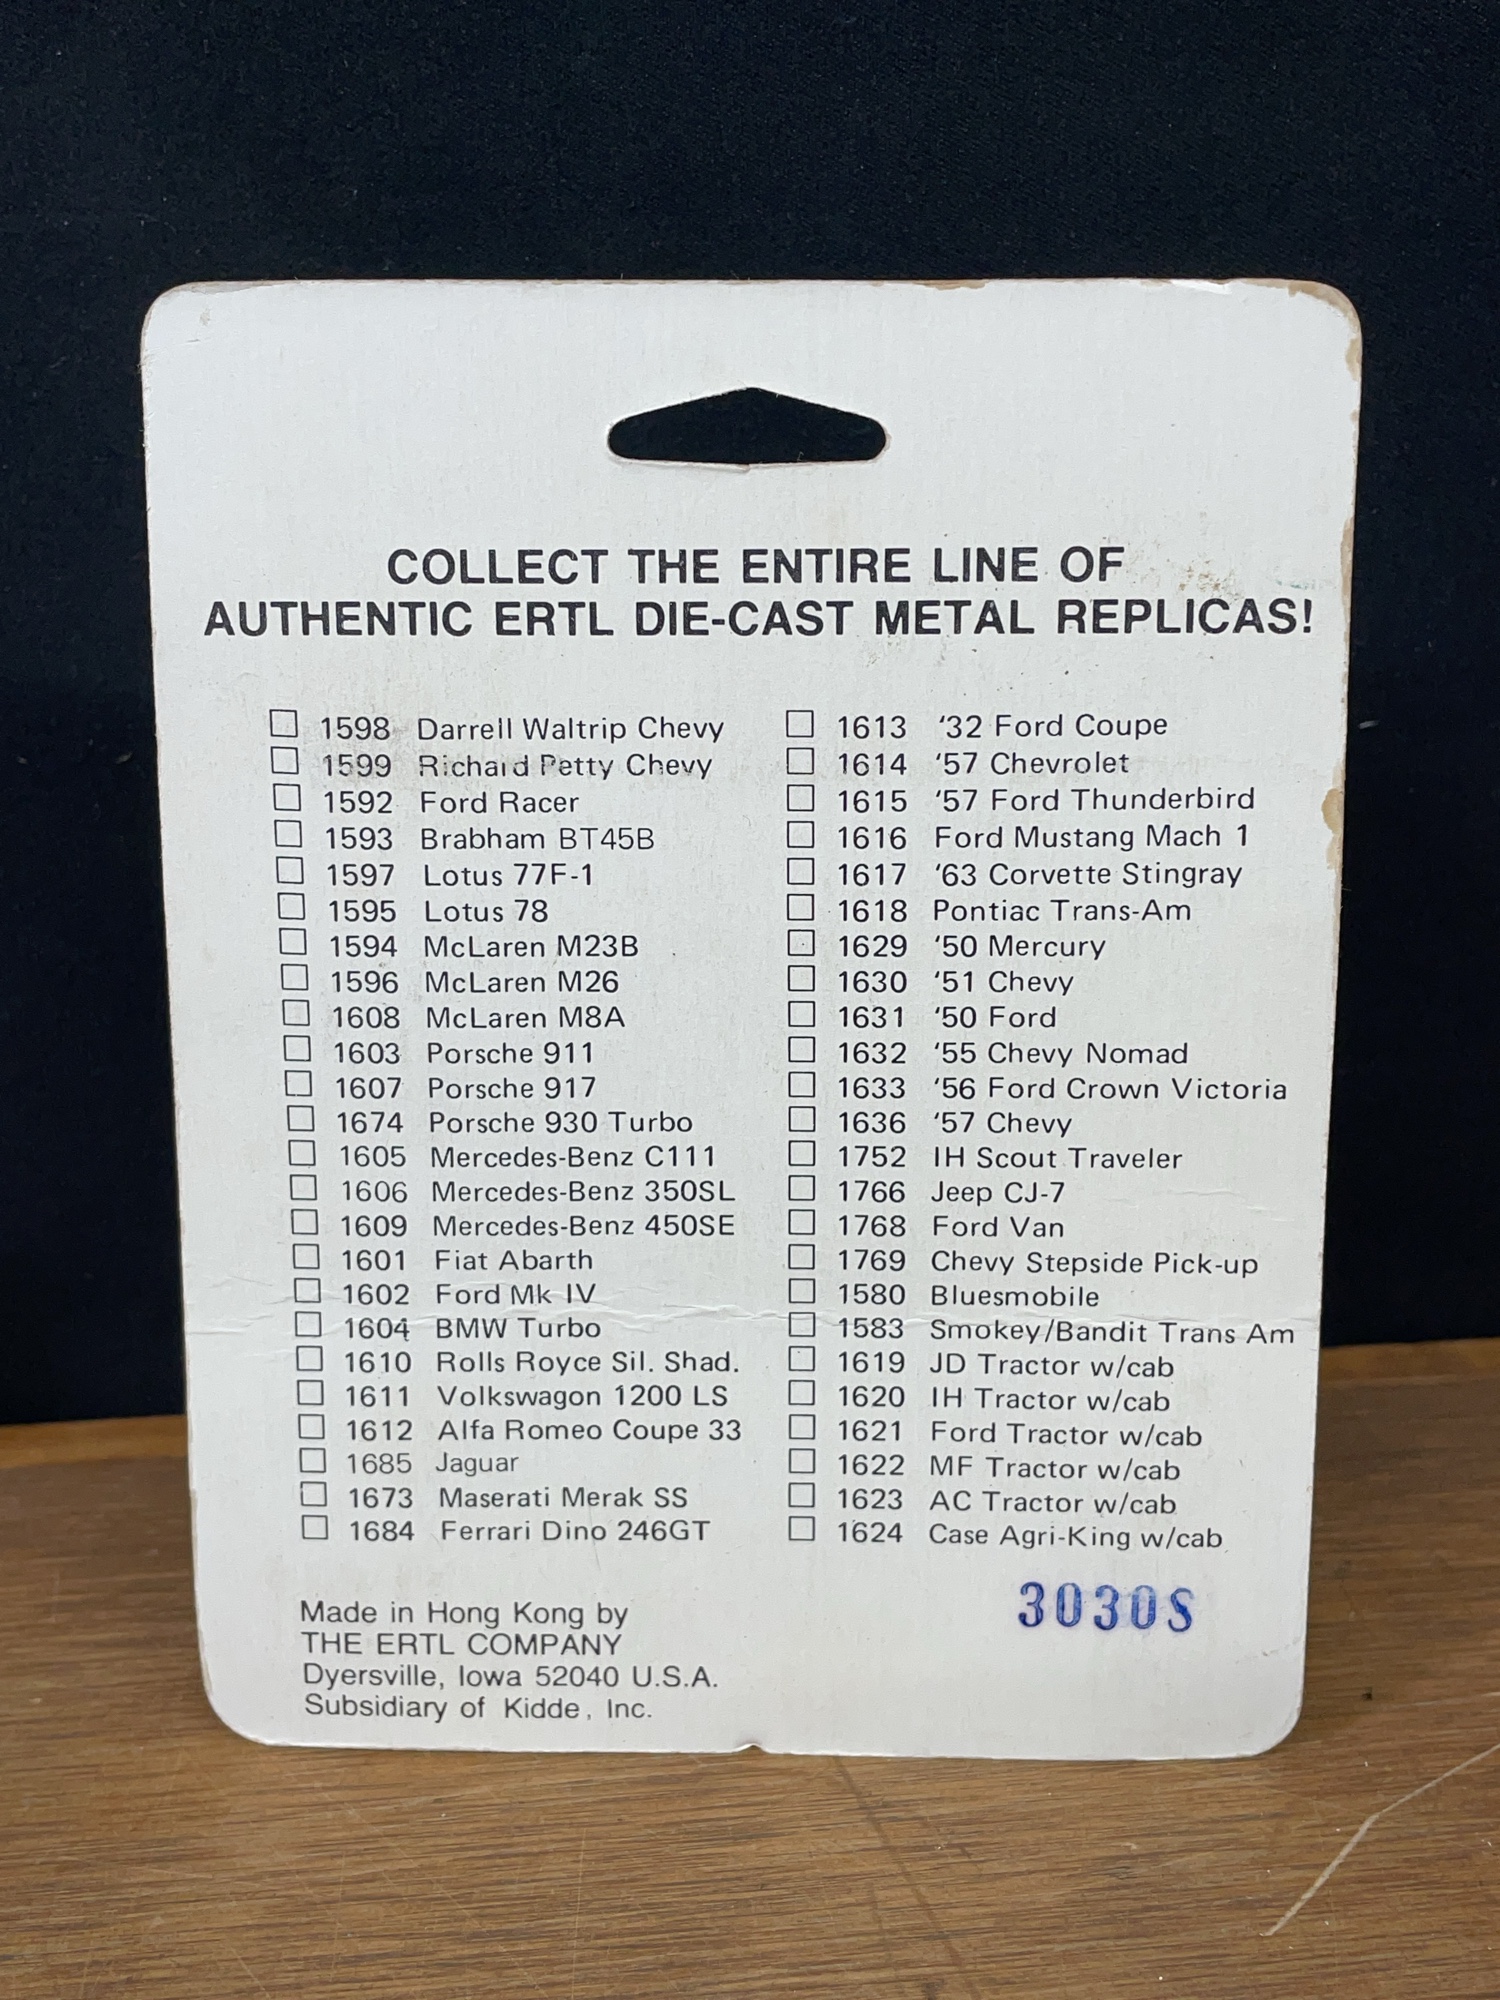 COLLECT THE ENTIRE LINE OF
AUTHENTIC ERTL DIE-CAST METAL REPLICAS!
1598 Darrell Waltrip Chevy
1599 Richard Petty Chevy
1592 Ford Racer
1593 Brabham BT45B
1597 Lotus 77F-1
1595 Lotus 78
1594 McLaren M23B
1596 McLaren M26
1608 McLaren M8A
1603 Porsche 911
1607 Porsche 917
1674 Porsche 930 Turbo
1605 Mercedes-Benz C111
1606 Mercedes-Benz 350SL
1609 Mercedes-Benz 450SE
1601 Fiat Abarth
1602 Ford Mk IV
1604 BMW Turbo
1610 Rolls Royce Sil. Shad.
1611 Volkswagon 1200 LS
1612 Alfa Romeo Coupe 33
1685 Jaguar
1673 Maserati Merak SS
1684 Ferrari Dino 246GT
1613 '32 Ford Coupe
1614 '57 Chevrolet
1615 '57 Ford Thunderbird
1616 Ford Mustang Mach 1
1617 '63 Corvette Stingray
1618 Pontiac Trans-Am
1629 '50 Mercury
1630 '51 Chevy
1631 '50 Ford
1632 '55 Chevy Nomad
1633 '56 Ford Crown Victoria
1636 '57 Chevy
1752 IH Scout Traveler
1766 Jeep CJ-7
1768 Ford Van
1769 Chevy Stepside Pick-up
1580 Bluesmobile
1583 Smokey/Bandit Trans Am
1619 JD Tractor w/cab
1620 IH Tractor w/cab
1621 Ford Tractor w/cab
1622 MF Tractor w/cab
1623 AC Tractor w/cab
1624 Case Agri-King w/cab
3030S
Made in Hong Kong by
THE ERTL COMPANY
Dyersville, Iowa 52040 U.S.A.
Subsidiary of Kidde, Inc.